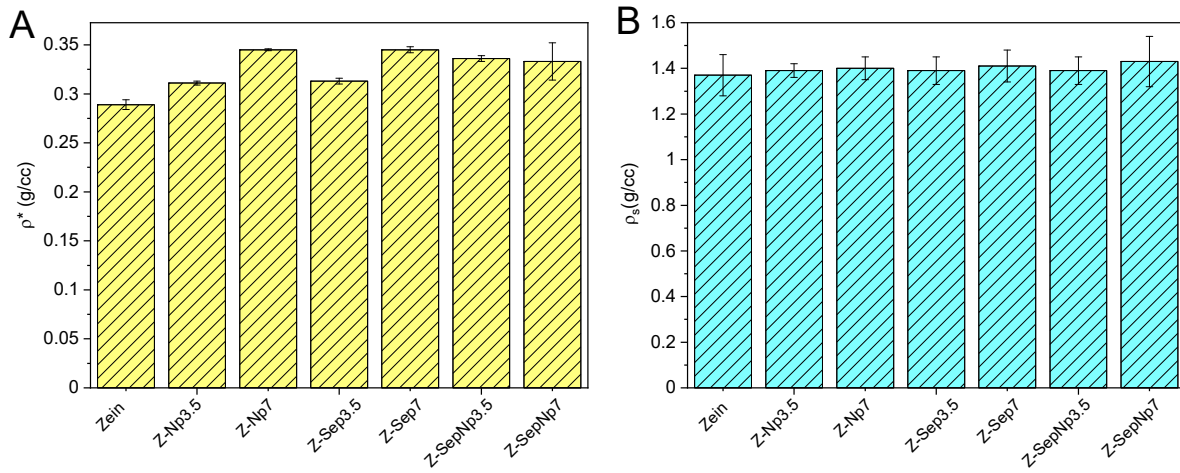 A
0.35
0.3
0.25
0.2
0.15
0.1
0.05
0
ρ* (g/cc)
Zein
Z-Np3.5
Z-Np7
Z-Sep3.5
Z-Sep7
Z-SepNp3.5
Z-SepNp7
B
1.6
1.4
1.2
1
0.8
0.6
0.4
0.2
0
ρs(g/cc)
Zein
Z-Np3.5
Z-Np7
Z-Sep3.5
Z-Sep7
Z-SepNp3.5
Z-SepNp7